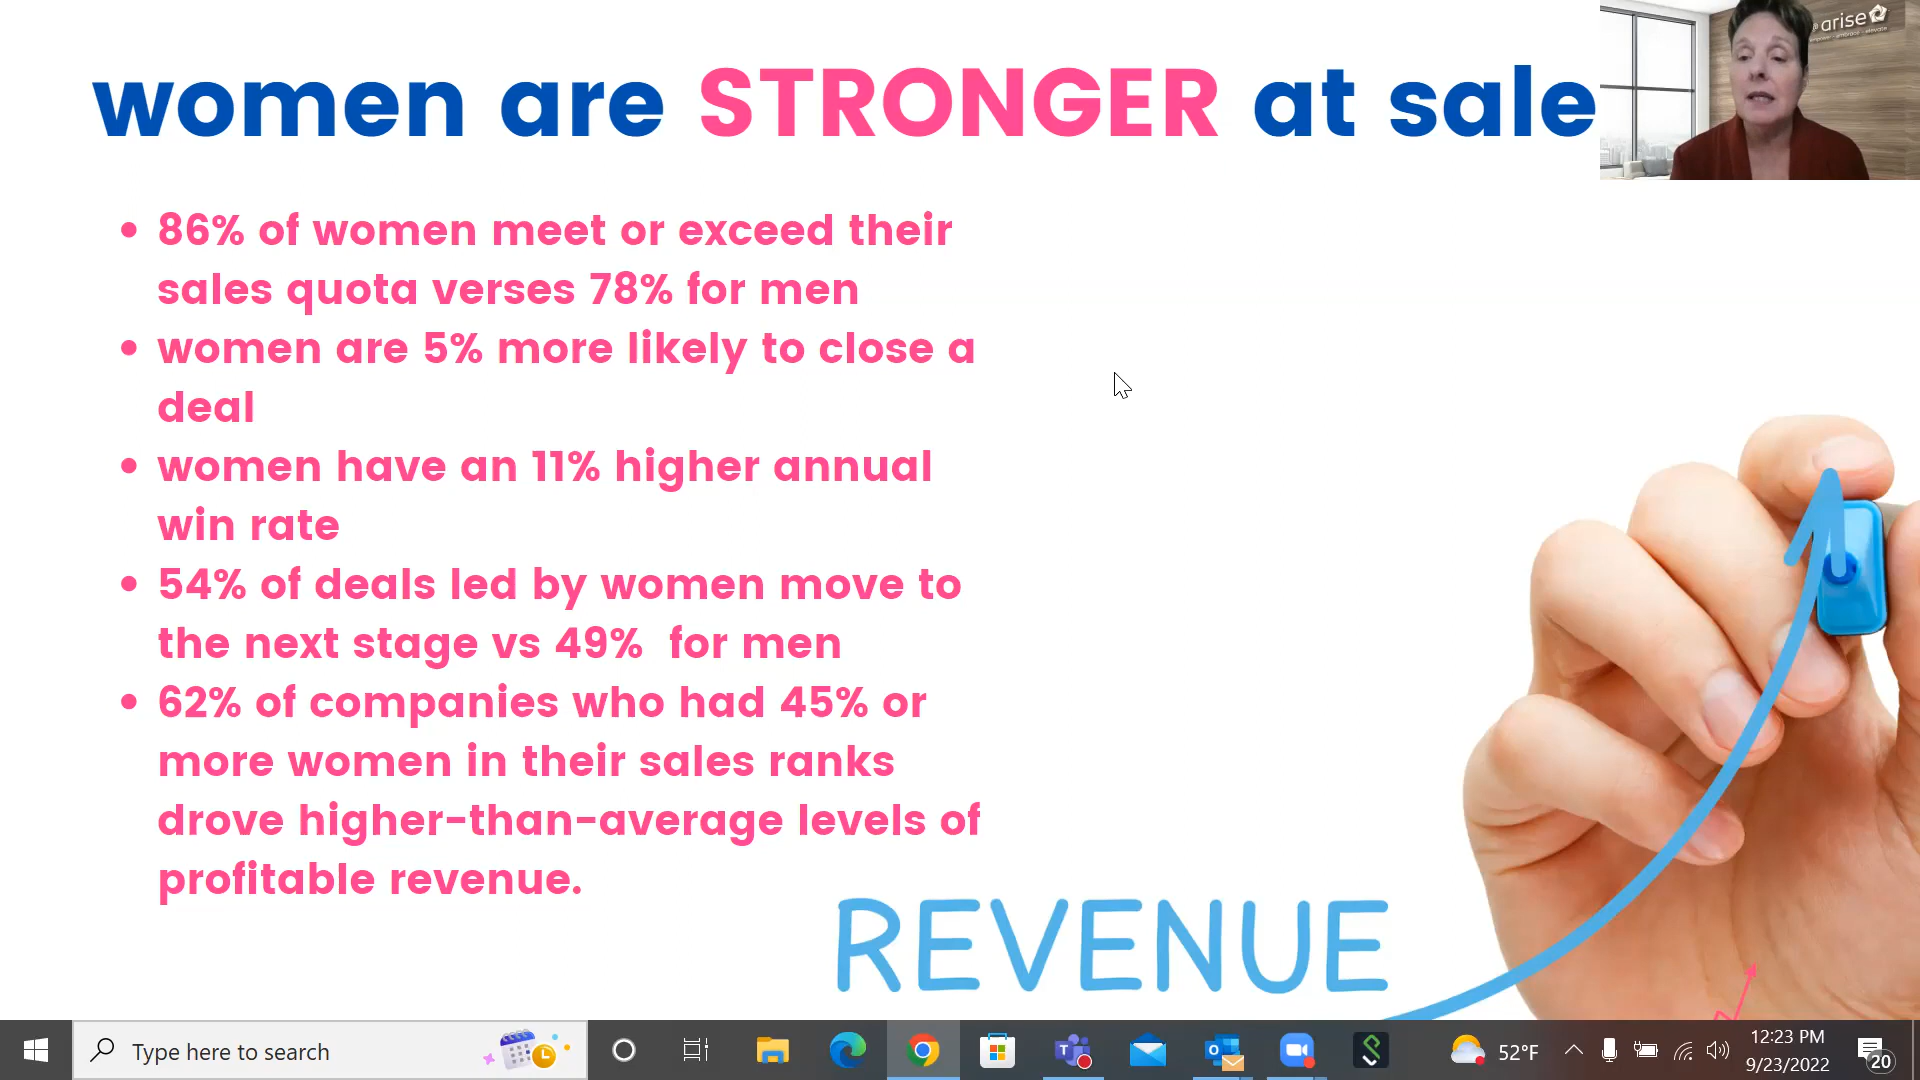 women are STRONGER at sale
arise
• 86% of women meet or exceed their
sales quota verses 78% for men
• women are 5% more likely to close a
deal
• women have an 11% higher annual
win rate
• 54% of deals led by women move to
the next stage vs 49% for men
• 62% of companies who had 45% or
more women in their sales ranks
drove higher-than-average levels of
profitable revenue.
REVENUE
Type here to search
52°F
12:23 PM
9/23/2022
20